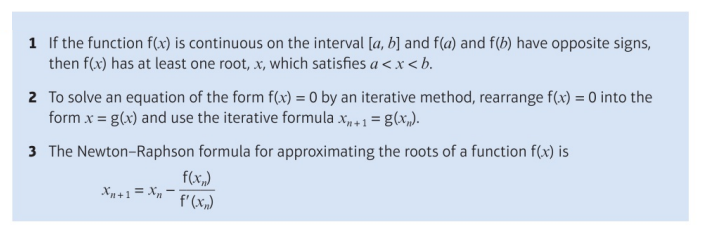 1 If the function f(x) is continuous on the interval [a, b] and f(a) and f(b) have opposite signs,
then f(x) has at least one root, x, which satisfies a < x < b.
2 To solve an equation of the form f(x) = 0 by an iterative method, rearrange f(x) = 0 into the
form x = g(x) and use the iterative formula xₙ₊₁ = g(xₙ).
3 The Newton–Raphson formula for approximating the roots of a function f(x) is
xₙ₊₁ = xₙ − f(xₙ)/f′(xₙ)